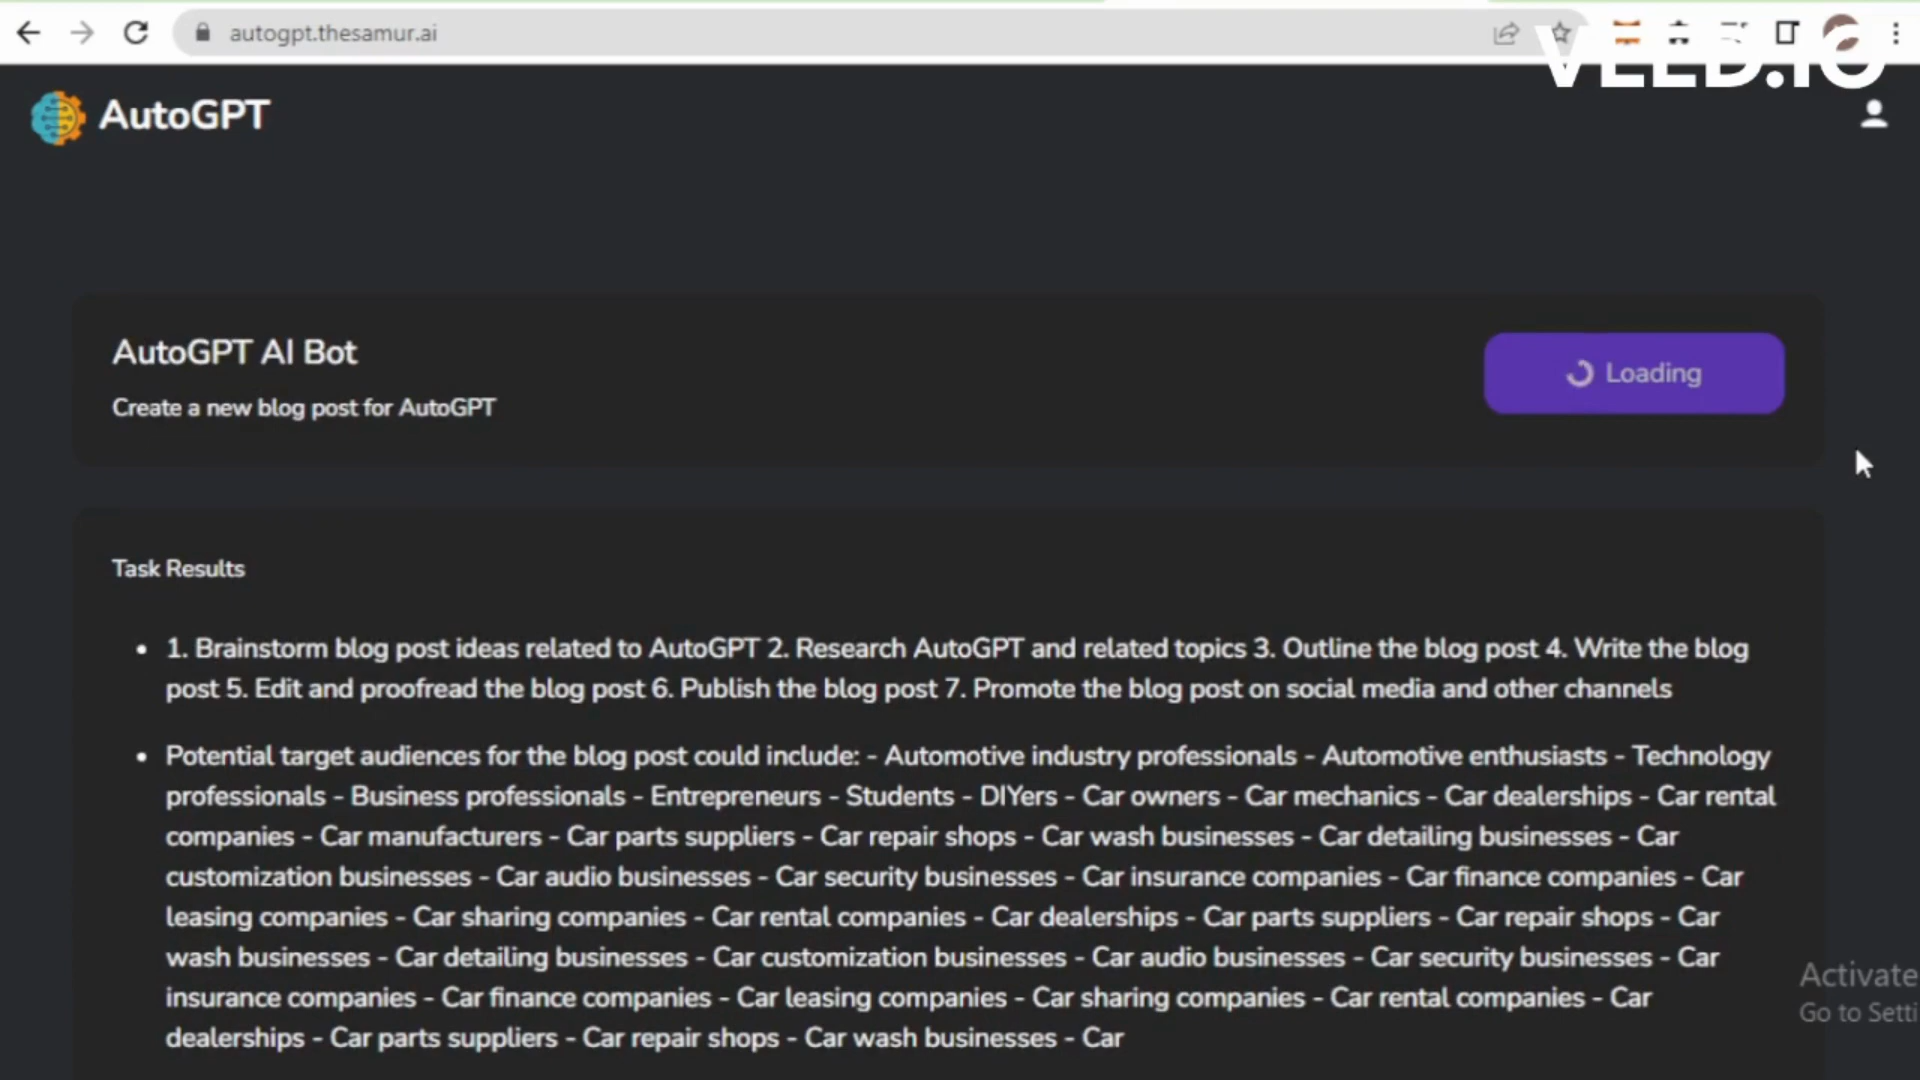 autogpt.thesamur.ai
VEED.IO
AutoGPT
AutoGPT AI Bot
Loading
Create a new blog post for AutoGPT
Task Results
• 1. Brainstorm blog post ideas related to AutoGPT 2. Research AutoGPT and related topics 3. Outline the blog post 4. Write the blog
post 5. Edit and proofread the blog post 6. Publish the blog post 7. Promote the blog post on social media and other channels
• Potential target audiences for the blog post could include: - Automotive industry professionals - Automotive enthusiasts - Technology
professionals - Business professionals - Entrepreneurs - Students - DIYers - Car owners - Car mechanics - Car dealerships - Car rental
companies - Car manufacturers - Car parts suppliers - Car repair shops - Car wash businesses - Car detailing businesses - Car
customization businesses - Car audio businesses - Car security businesses - Car insurance companies - Car finance companies - Car
leasing companies - Car sharing companies - Car rental companies - Car dealerships - Car parts suppliers - Car repair shops - Car
wash businesses - Car detailing businesses - Car customization businesses - Car audio businesses - Car security businesses - Car
insurance companies - Car finance companies - Car leasing companies - Car sharing companies - Car rental companies - Car
dealerships - Car parts suppliers - Car repair shops - Car wash businesses - Car
Activate
Go to Setti